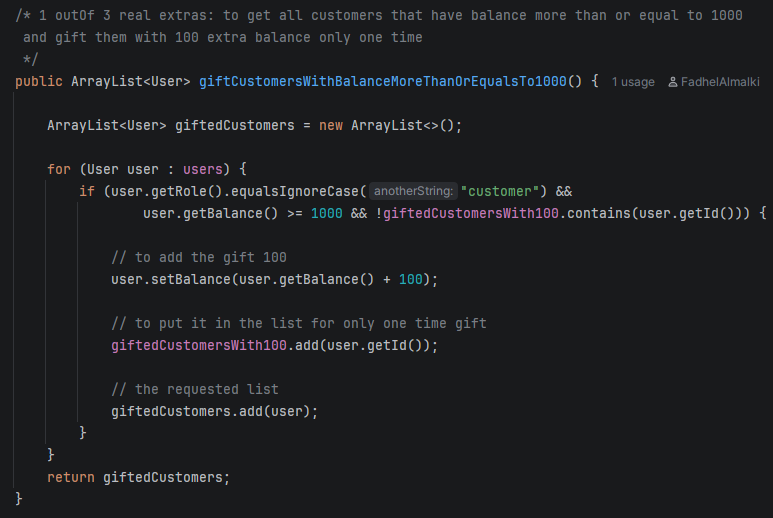 /* 1 outOf 3 real extras: to get all customers that have balance more than or equal to 1000
and gift them with 100 extra balance only one time
*/
public ArrayList<User> giftCustomersWithBalanceMoreThanOrEqualsTo1000() { 1 usage FadhelAlmalki
ArrayList<User> giftedCustomers = new ArrayList<>();
for (User user : users) {
if (user.getRole().equalsIgnoreCase( anotherString: "customer") &&
user.getBalance() >= 1000 && !giftedCustomersWith100.contains(user.getId())) {
// to add the gift 100
user.setBalance(user.getBalance() + 100);
// to put it in the list for only one time gift
giftedCustomersWith100.add(user.getId());
// the requested list
giftedCustomers.add(user);
}
}
return giftedCustomers;
}